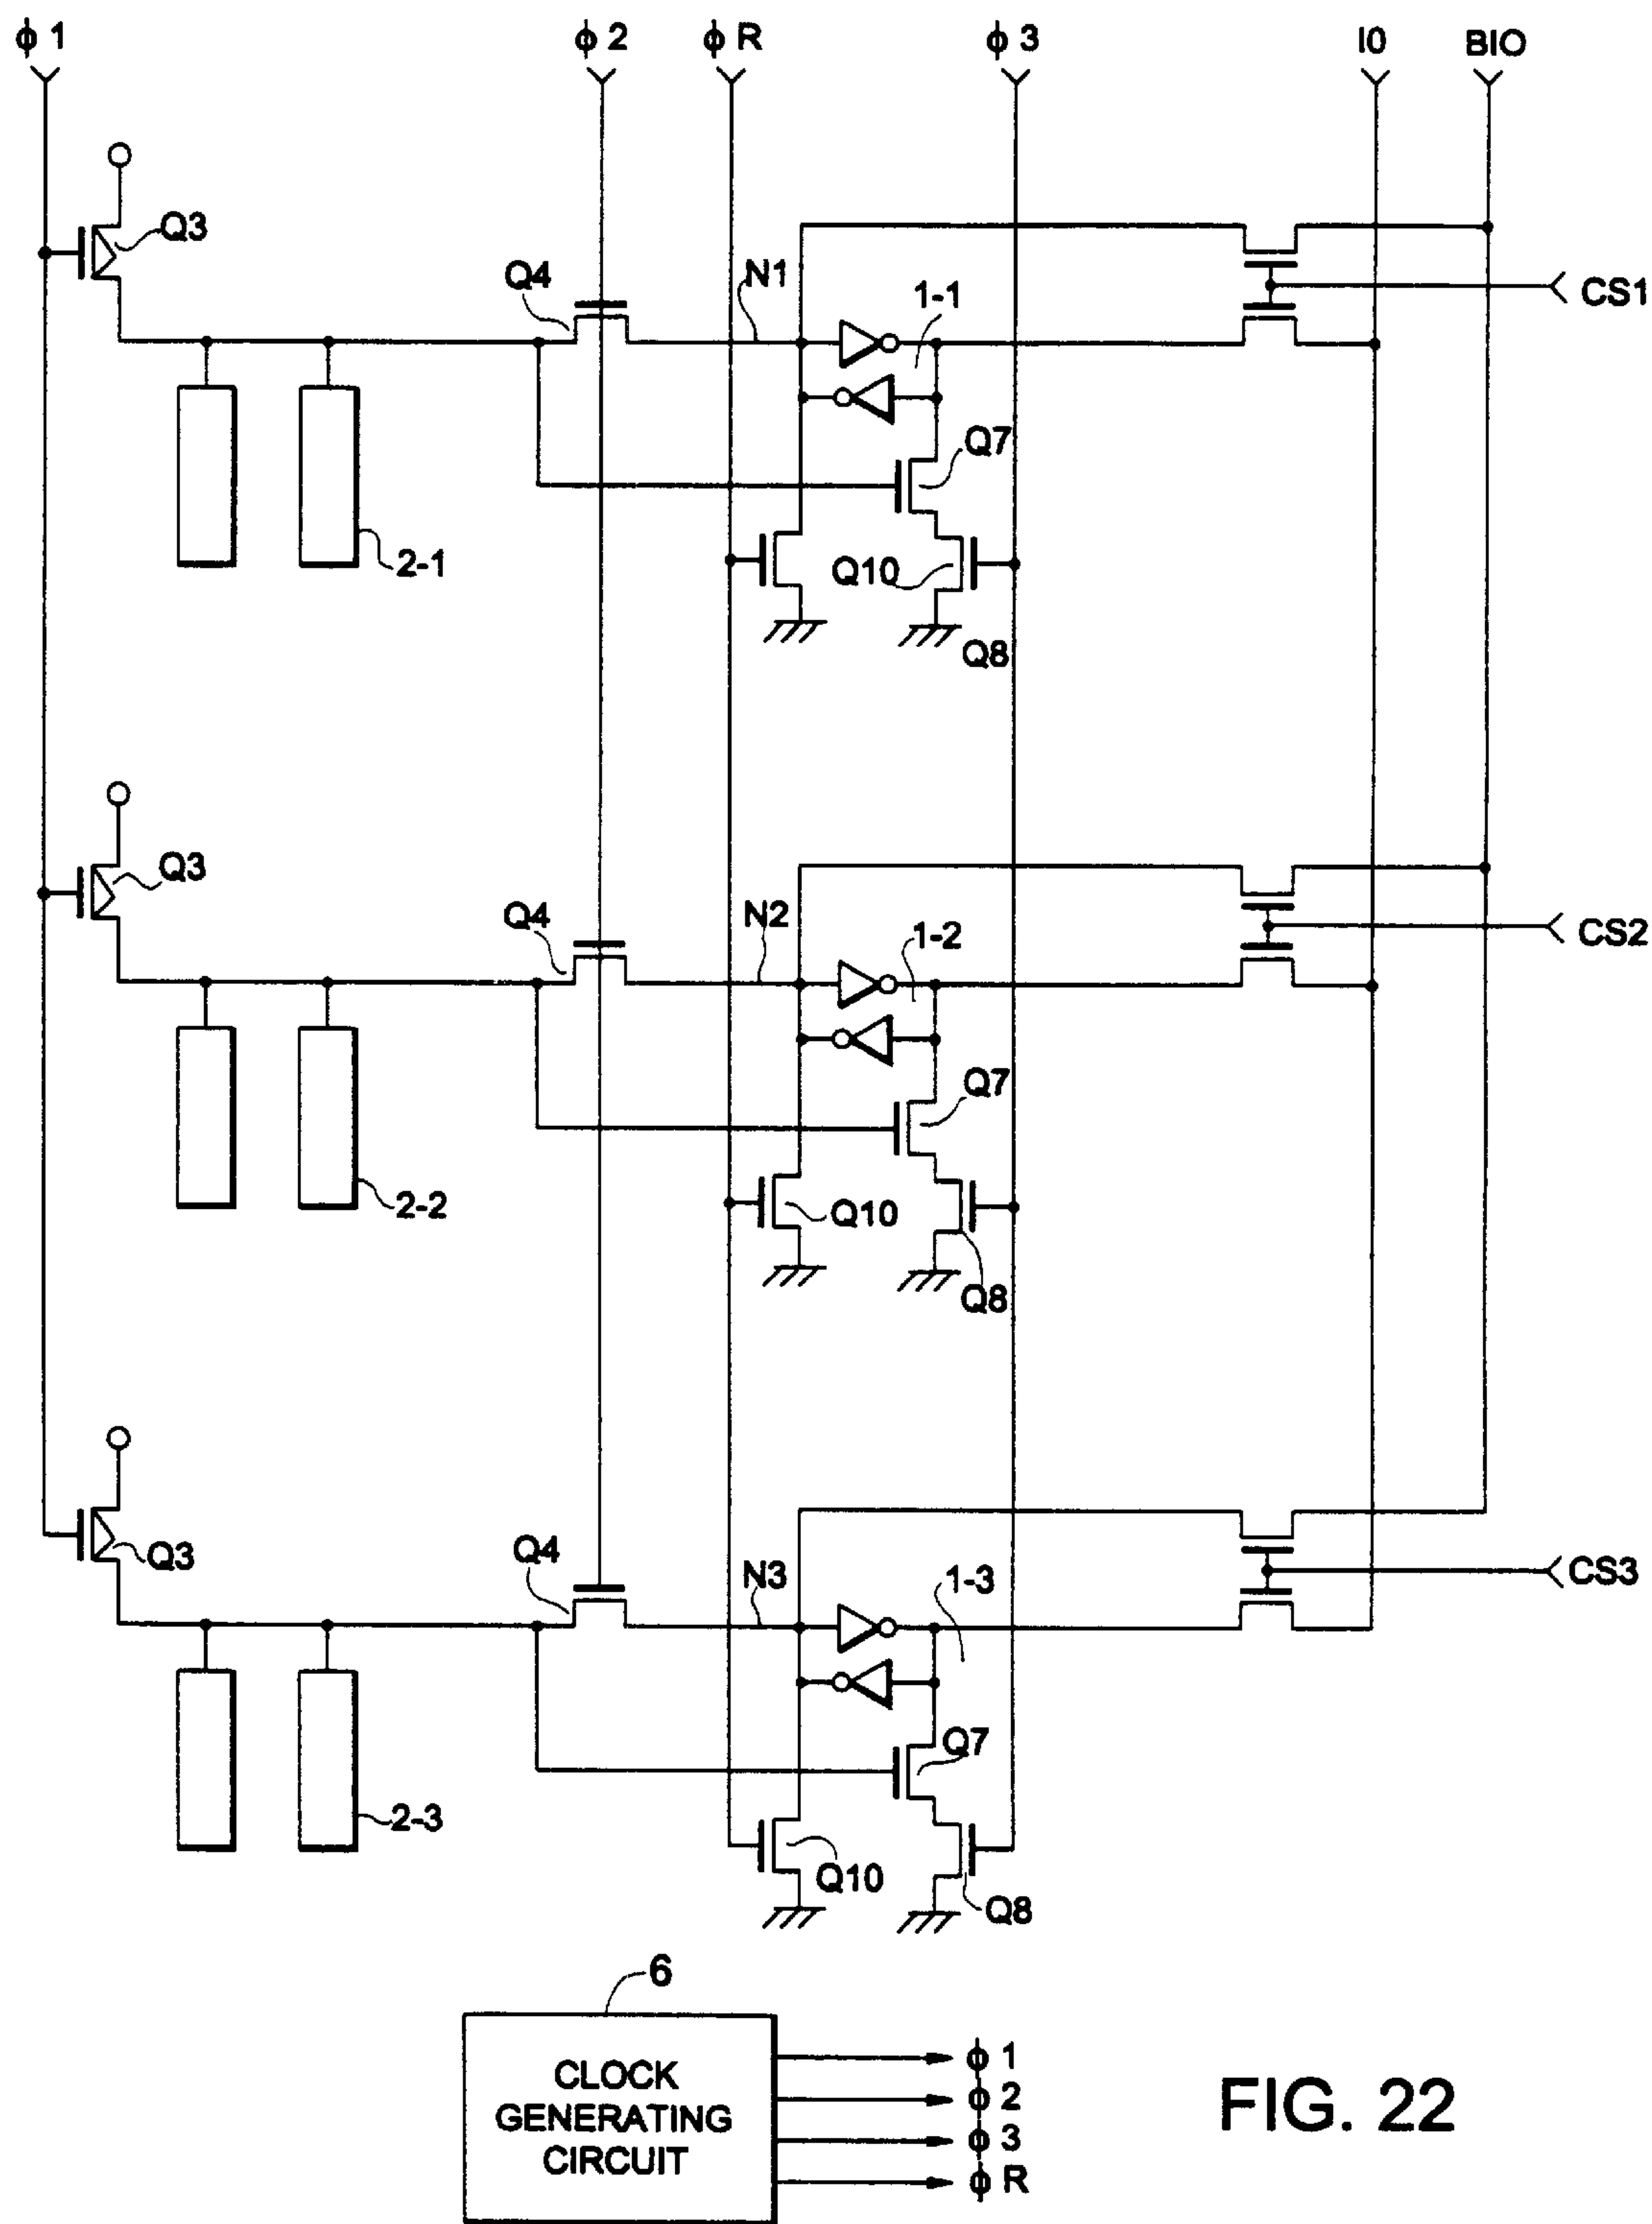 ϕ 1 ϕ 2 ϕ R ϕ 3 I0 BIO
Q3
Q4 N1 1-1 CS1
Q7
2-1 Q10
Q8
Q3
Q4 N2 1-2 CS2
Q7
2-2 Q10
Q8
Q3 Q4 N3 1-3 CS3
Q7
2-3
Q10 Q8
6
CLOCK
GENERATING
CIRCUIT
ϕ 1
ϕ 2
ϕ 3
ϕ R
FIG. 22